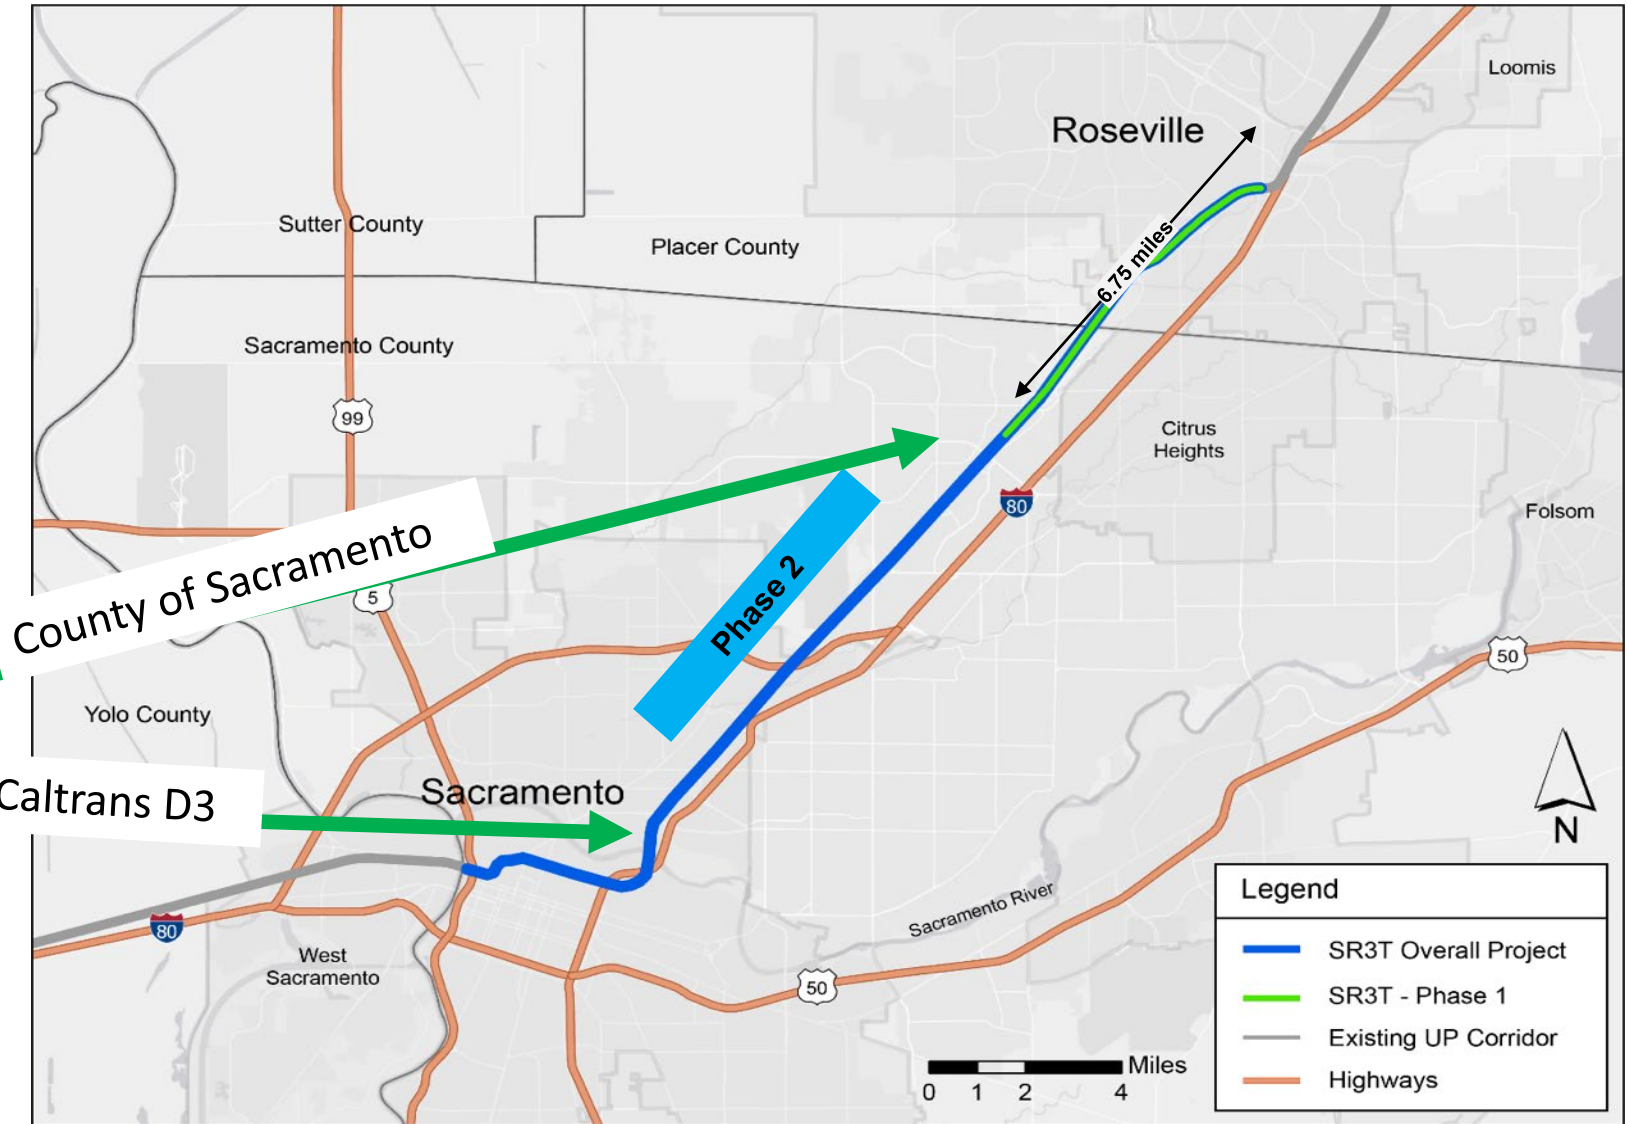 Loomis
Roseville
Sutter County
Placer County
6.75 miles
Sacramento County
99
Citrus
Heights
80
Folsom
County of Sacramento
5
Phase 2
50
Yolo County
Caltrans D3
Sacramento
N
Sacramento River
80
West
Sacramento
50
Legend
SR3T Overall Project
SR3T - Phase 1
Existing UP Corridor
Highways
Miles
0 1 2 4